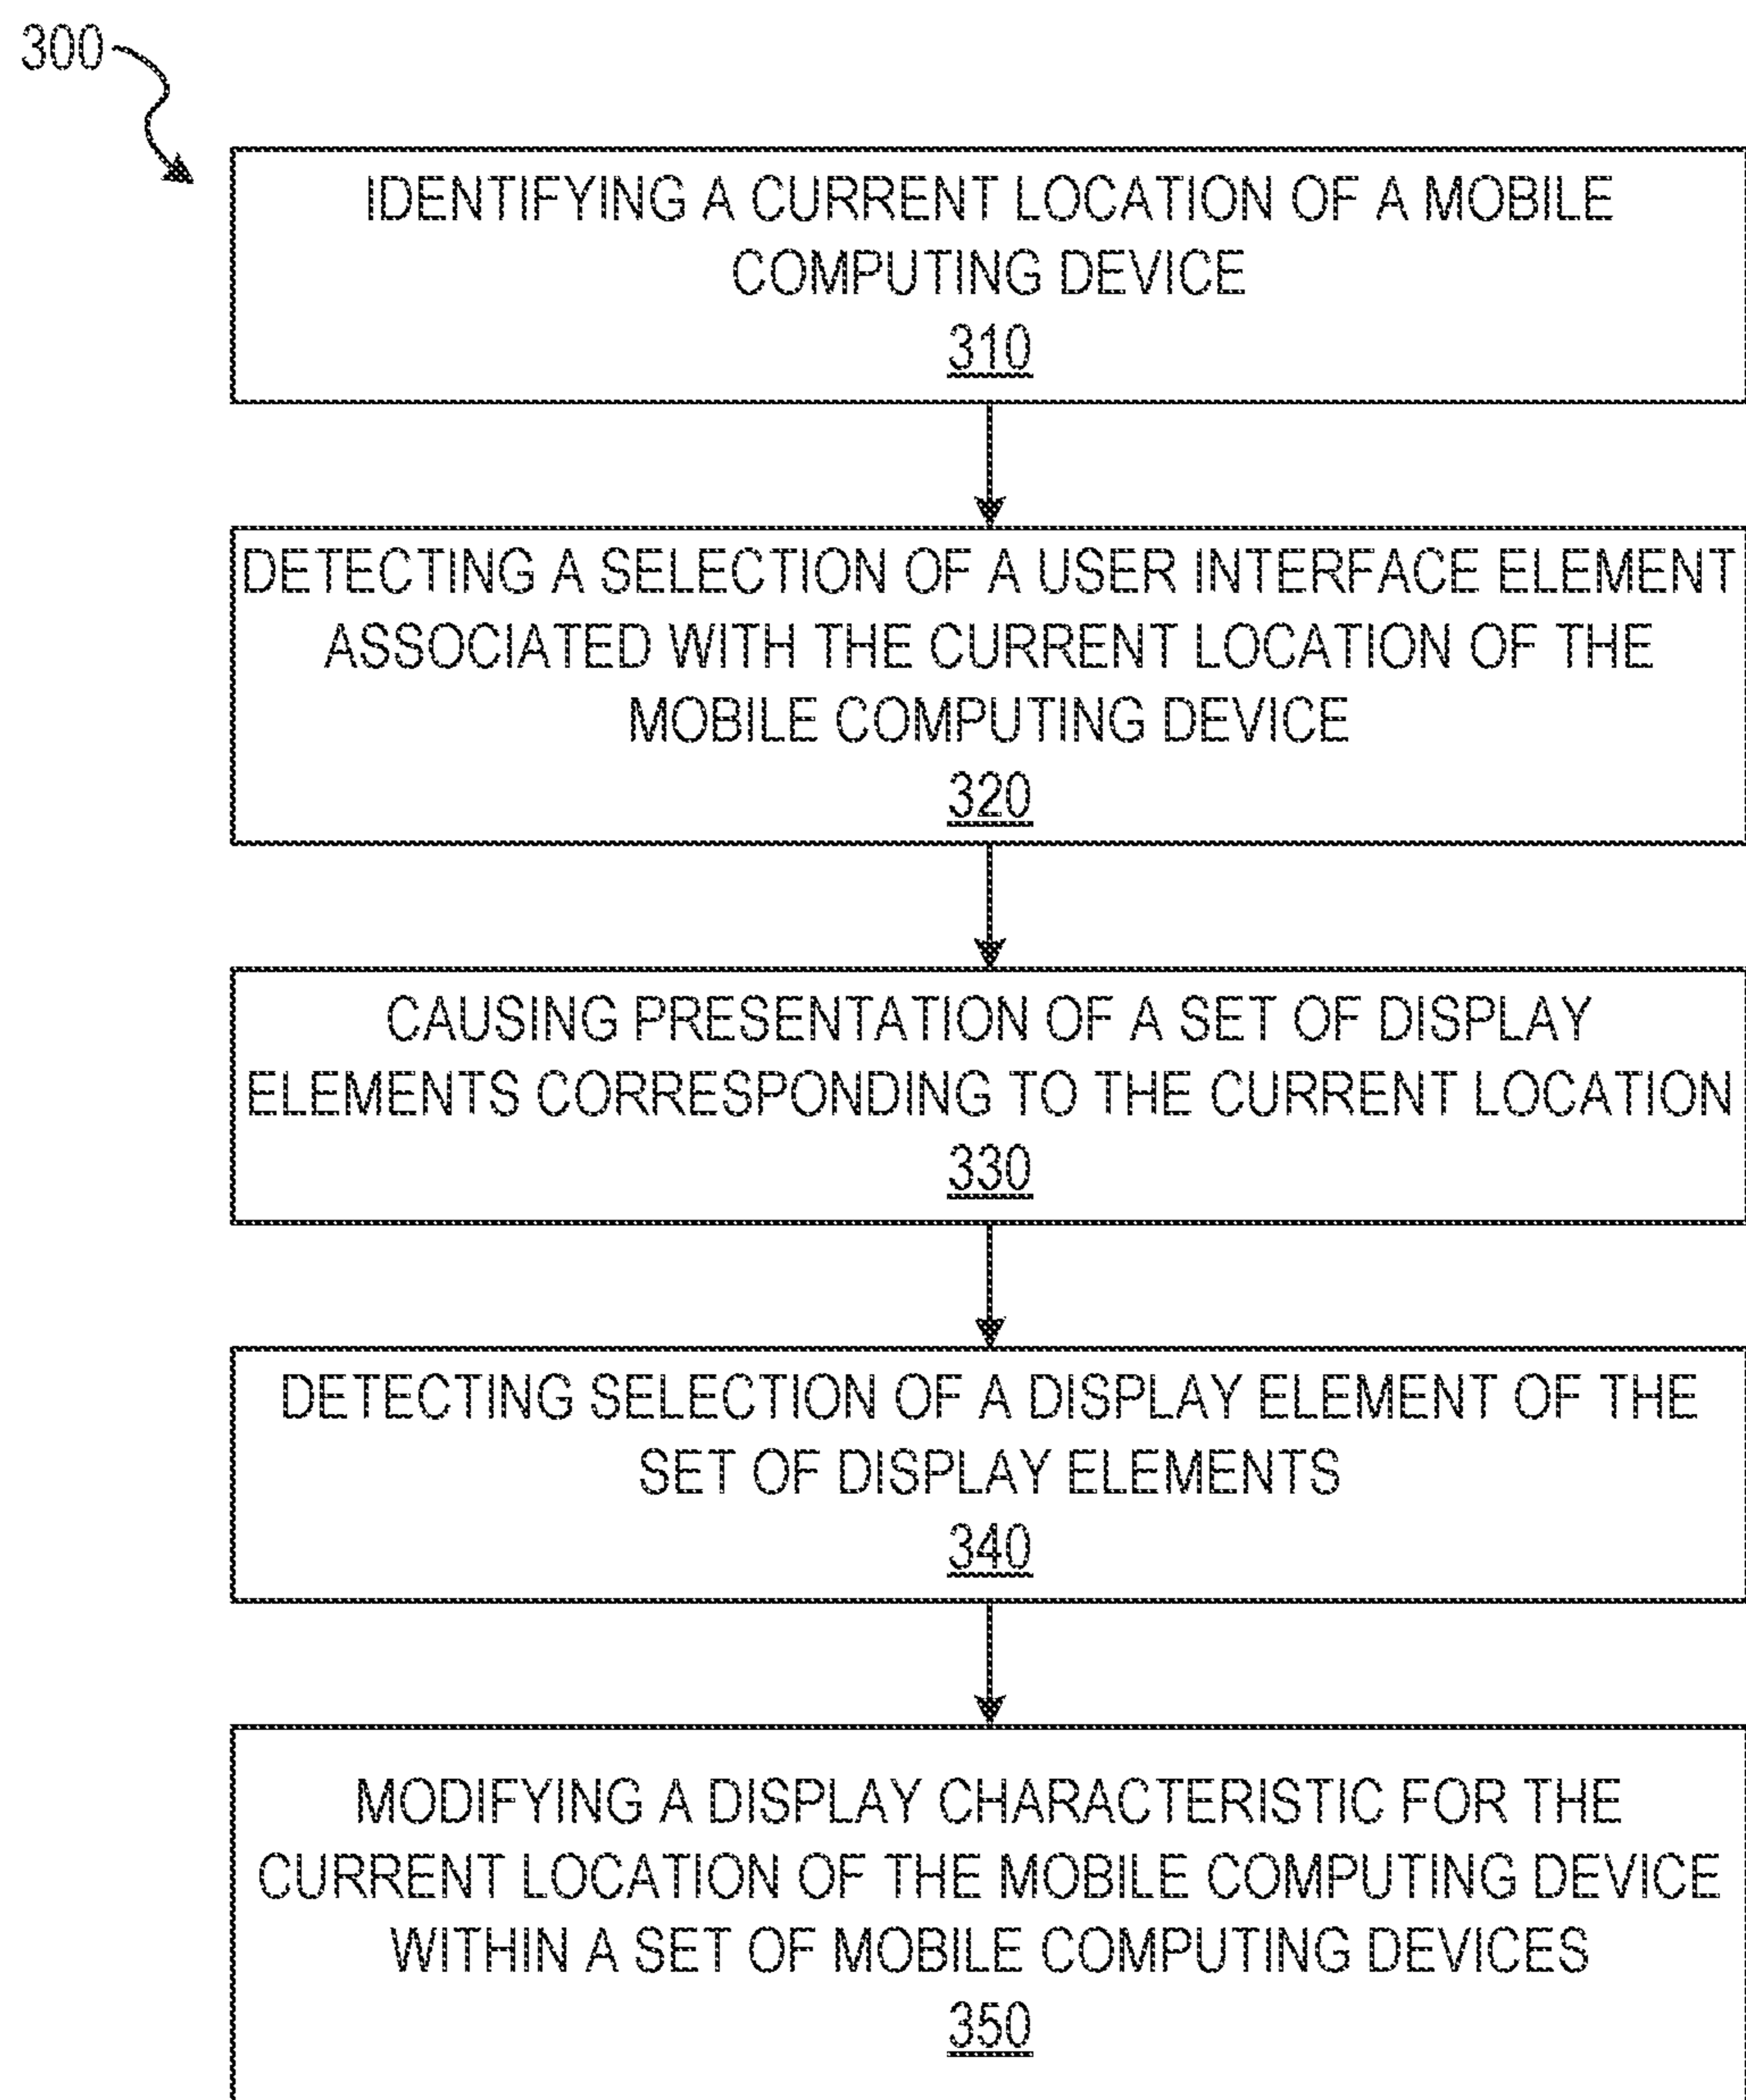 300
IDENTIFYING A CURRENT LOCATION OF A MOBILE
COMPUTING DEVICE
310
DETECTING A SELECTION OF A USER INTERFACE ELEMENT
ASSOCIATED WITH THE CURRENT LOCATION OF THE
MOBILE COMPUTING DEVICE
320
CAUSING PRESENTATION OF A SET OF DISPLAY
ELEMENTS CORRESPONDING TO THE CURRENT LOCATION
330
DETECTING SELECTION OF A DISPLAY ELEMENT OF THE
SET OF DISPLAY ELEMENTS
340
MODIFYING A DISPLAY CHARACTERISTIC FOR THE
CURRENT LOCATION OF THE MOBILE COMPUTING DEVICE
WITHIN A SET OF MOBILE COMPUTING DEVICES
350